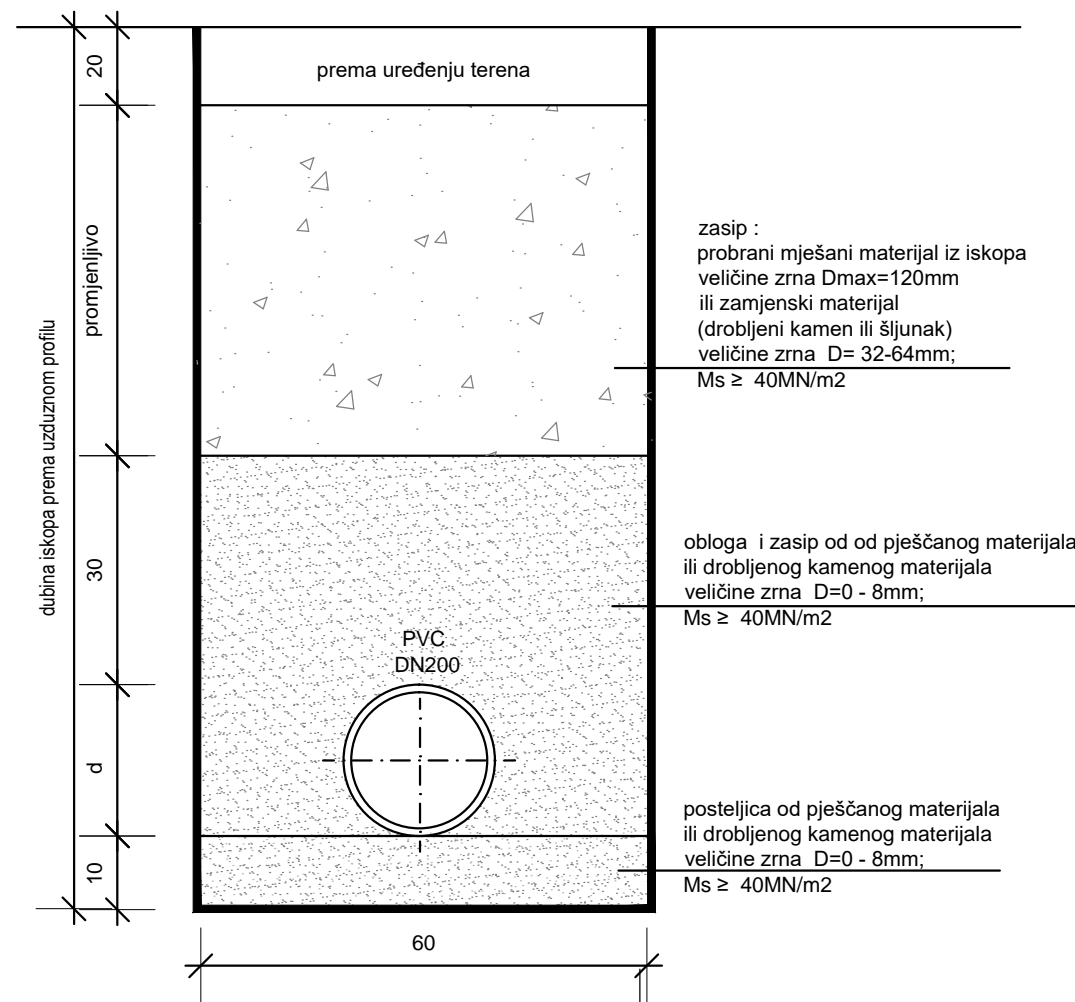 prema uređenju terena
20
promjenljivo
dubina iskopa prema uzduznom profilu
30
d
10
zasip :
probrani mješani materijal iz iskopa
veličine zrna Dmax=120mm
ili zamjenski materijal
(drobljeni kamen ili šljunak)
veličine zrna D= 32-64mm;
Ms ≥ 40MN/m2
obloga i zasip od od pješčanog materijala
ili drobljenog kamenog materijala
veličine zrna D=0 - 8mm;
Ms ≥ 40MN/m2
PVC
DN200
posteljica od pješčanog materijala
ili drobljenog kamenog materijala
veličine zrna D=0 - 8mm;
Ms ≥ 40MN/m2
60